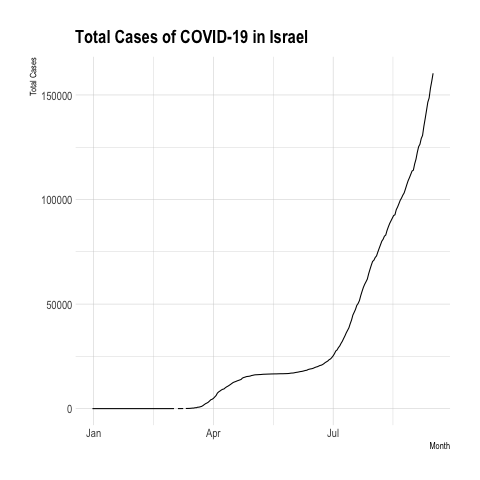 Total Cases of COVID-19 in Israel
Total Cases
150000
100000
50000
0
Jan Apr Jul
Month